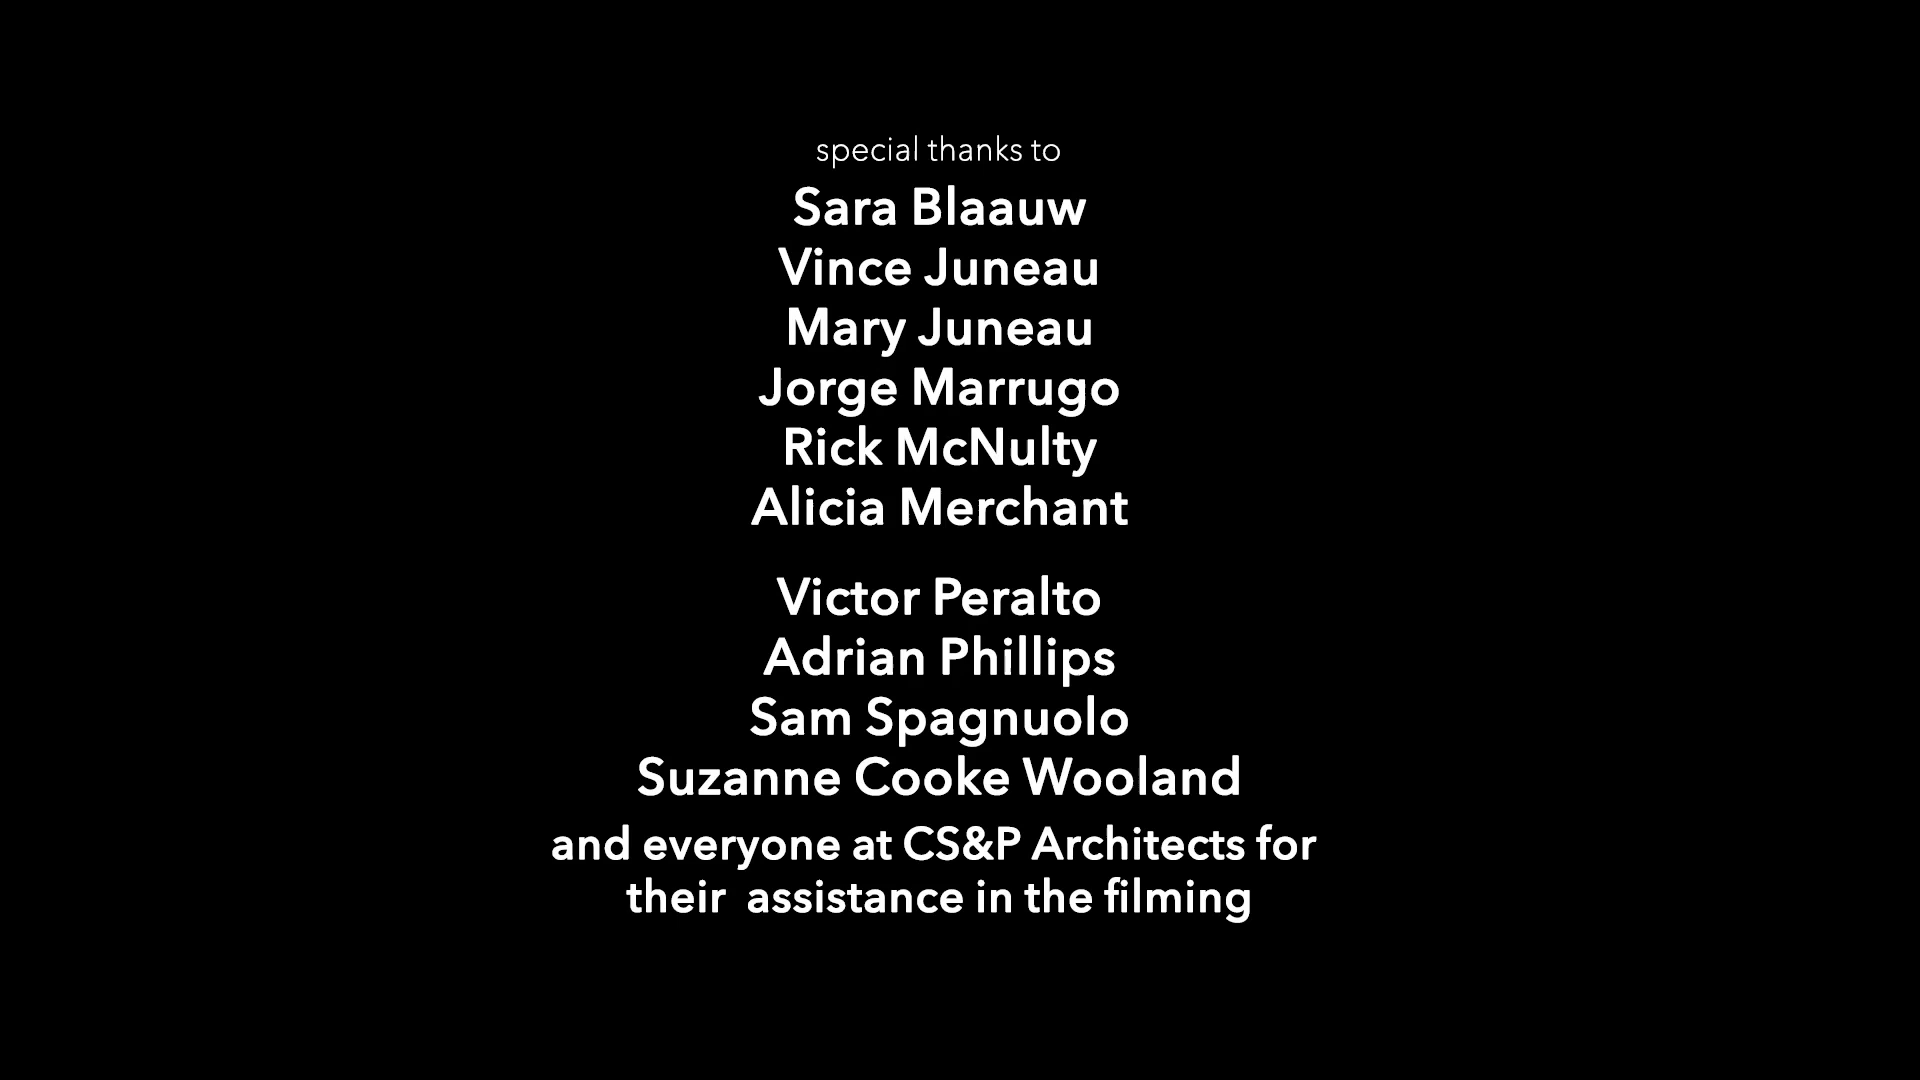 special thanks to
Sara Blaauw
Vince Juneau
Mary Juneau
Jorge Marrugo
Rick McNulty
Alicia Merchant
Victor Peralto
Adrian Phillips
Sam Spagnuolo
Suzanne Cooke Wooland
and everyone at CS&P Architects for
their  assistance in the filming